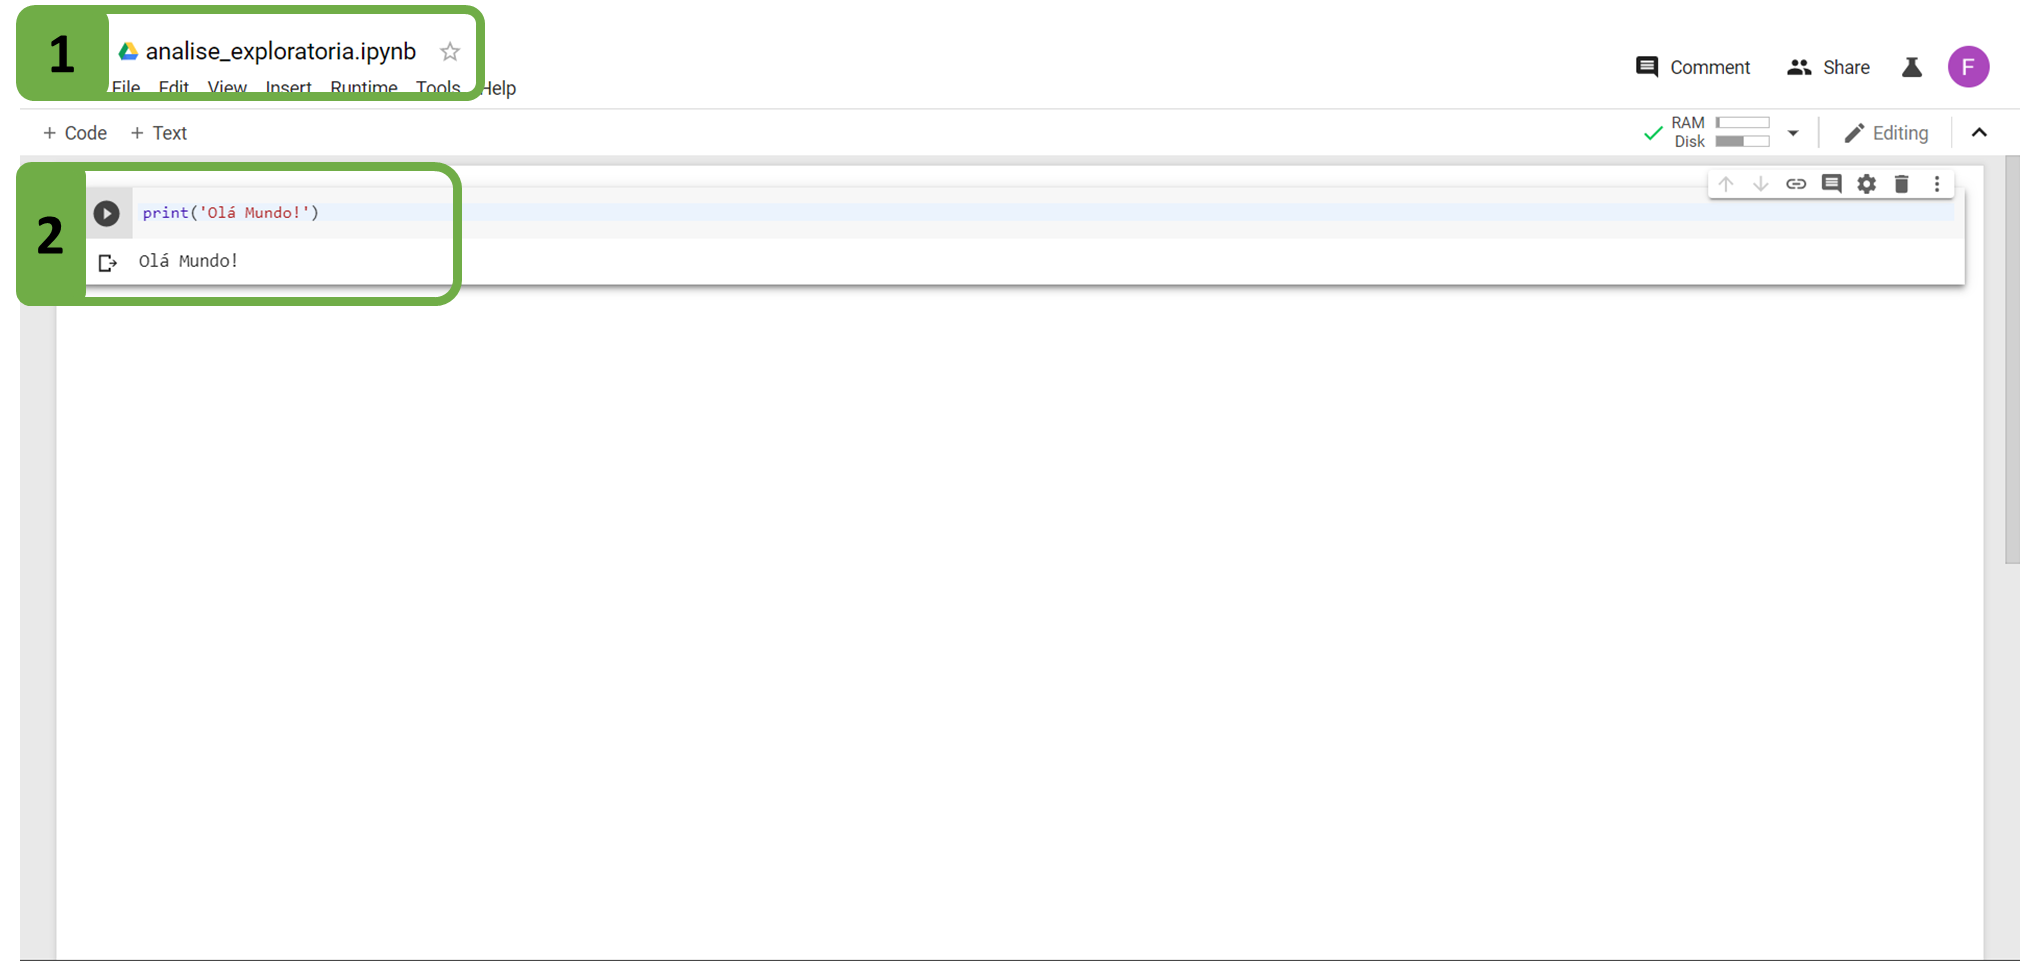 1
analise_exploratoria.ipynb
File Edit View Insert Runtime Tools Help
Comment Share F
+ Code + Text
RAM
Disk
Editing
2
print('Olá Mundo!')
Olá Mundo!